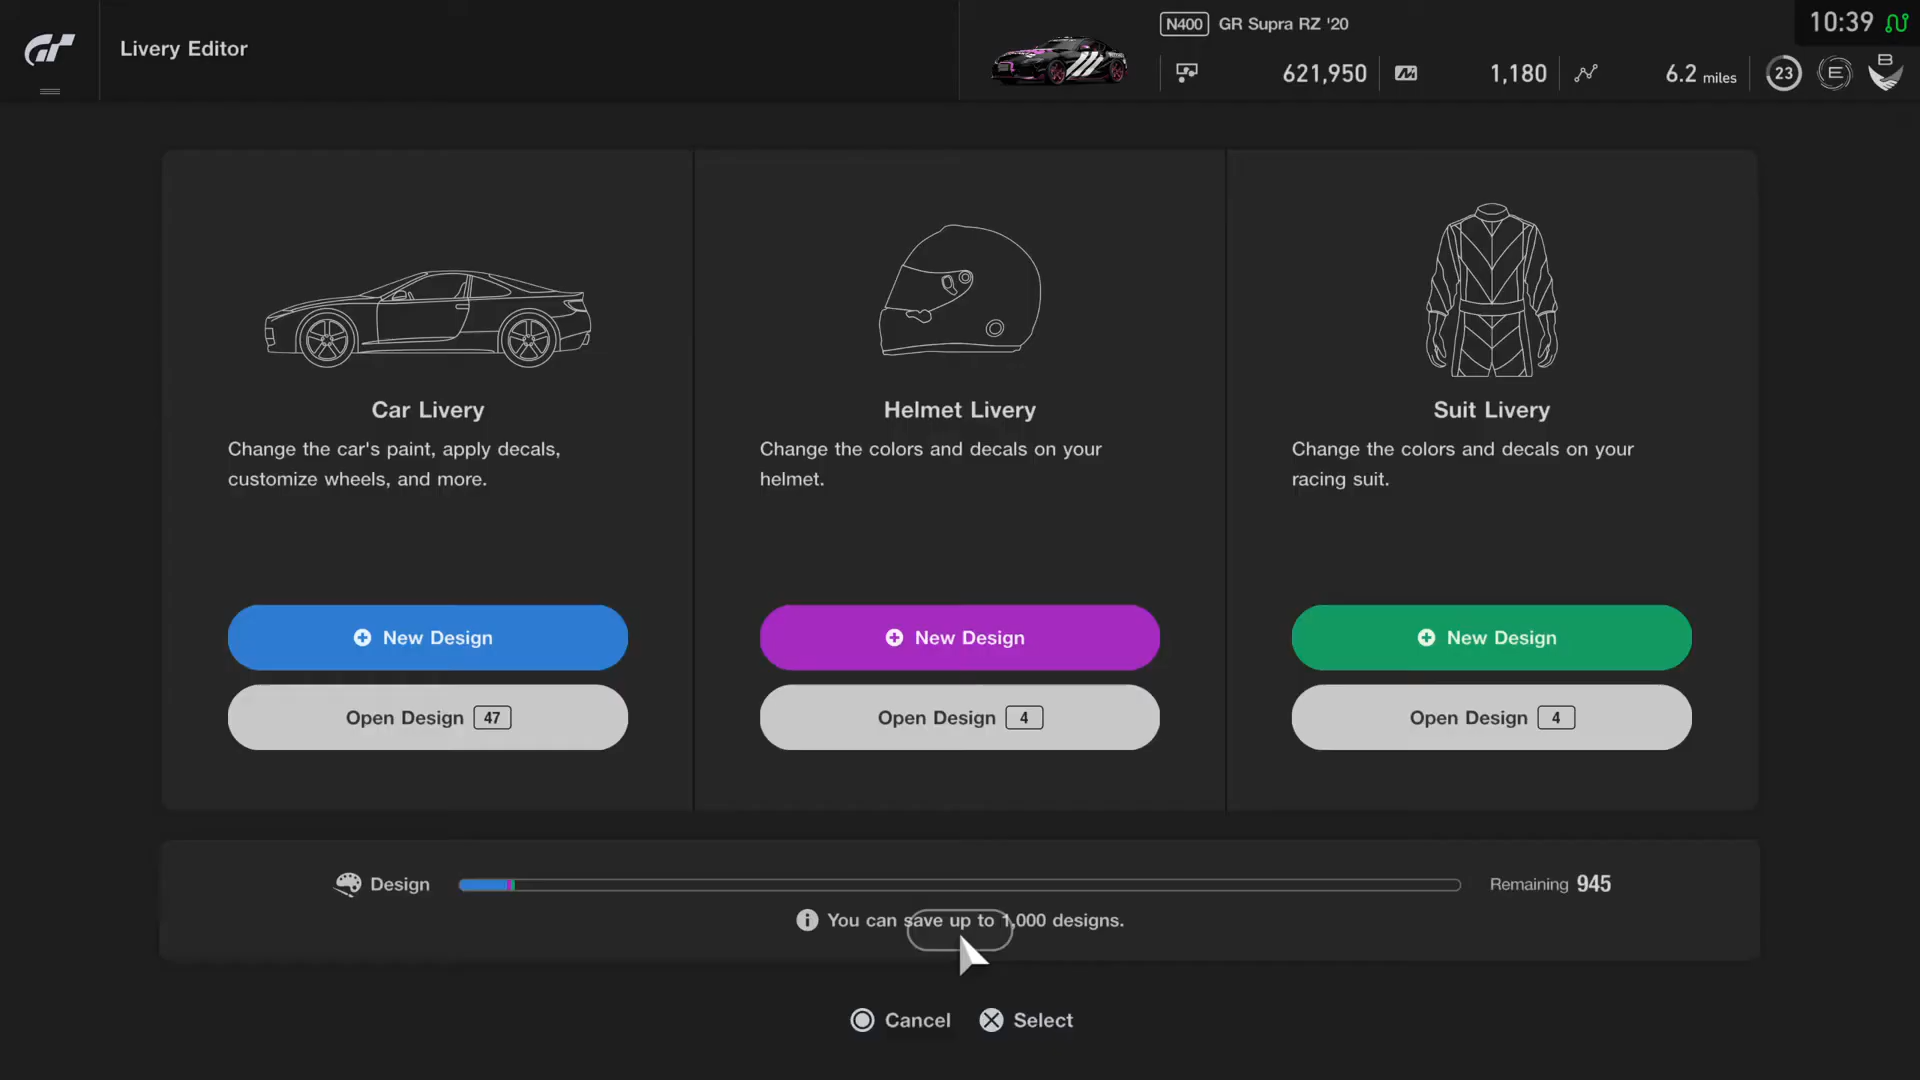 Livery Editor
N400 GR Supra RZ '20
10:39
621,950
1,180
6.2 miles
23
E
B
Car Livery
Change the car's paint, apply decals,
customize wheels, and more.
New Design
Open Design 47
Helmet Livery
Change the colors and decals on your
helmet.
New Design
Open Design 4
Suit Livery
Change the colors and decals on your
racing suit.
New Design
Open Design 4
Design
Remaining 945
You can save up to 1,000 designs.
Cancel Select